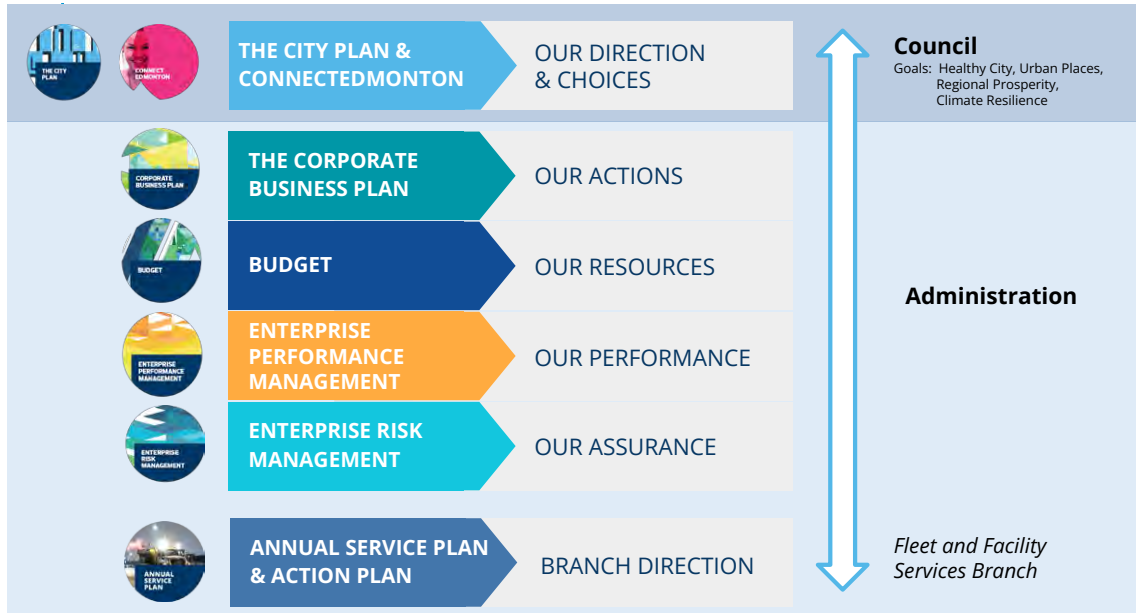 THE CITY
PLAN
CONNECT
EDMONTON
THE CITY PLAN &
CONNECTEDMONTON
OUR DIRECTION
& CHOICES
Council
Goals: Healthy City, Urban Places,
Regional Prosperity,
Climate Resilience
CORPORATE
BUSINESS PLAN
THE CORPORATE
BUSINESS PLAN
OUR ACTIONS
BUDGET
BUDGET
OUR RESOURCES
Administration
ENTERPRISE
PERFORMANCE
MANAGEMENT
ENTERPRISE
PERFORMANCE
MANAGEMENT
OUR PERFORMANCE
ENTERPRISE
RISK
MANAGEMENT
ENTERPRISE RISK
MANAGEMENT
OUR ASSURANCE
ANNUAL
SERVICE
PLAN
ANNUAL SERVICE PLAN
& ACTION PLAN
BRANCH DIRECTION
Fleet and Facility
Services Branch